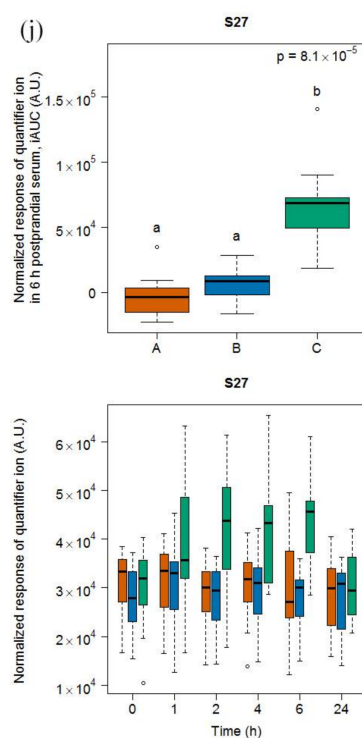 (j)
S27
Normalized response of quantifier ion
in 6 h postprandial serum, iAUC (A.U.)
p = 8.1 × 10⁻⁵
1.5×10⁵
1×10⁵
5×10⁴
0
a
a
b
A B C
S27
Normalized response of quantifier ion (A.U.)
6×10⁴
5×10⁴
4×10⁴
3×10⁴
2×10⁴
1×10⁴
0 1 2 4 6 24
Time (h)